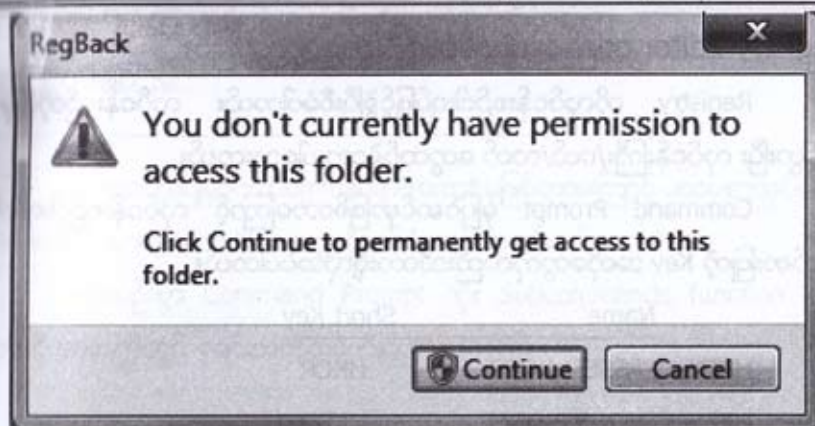 RegBack
You don't currently have permission to
access this folder.
Click Continue to permanently get access to this
folder.
Continue
Cancel